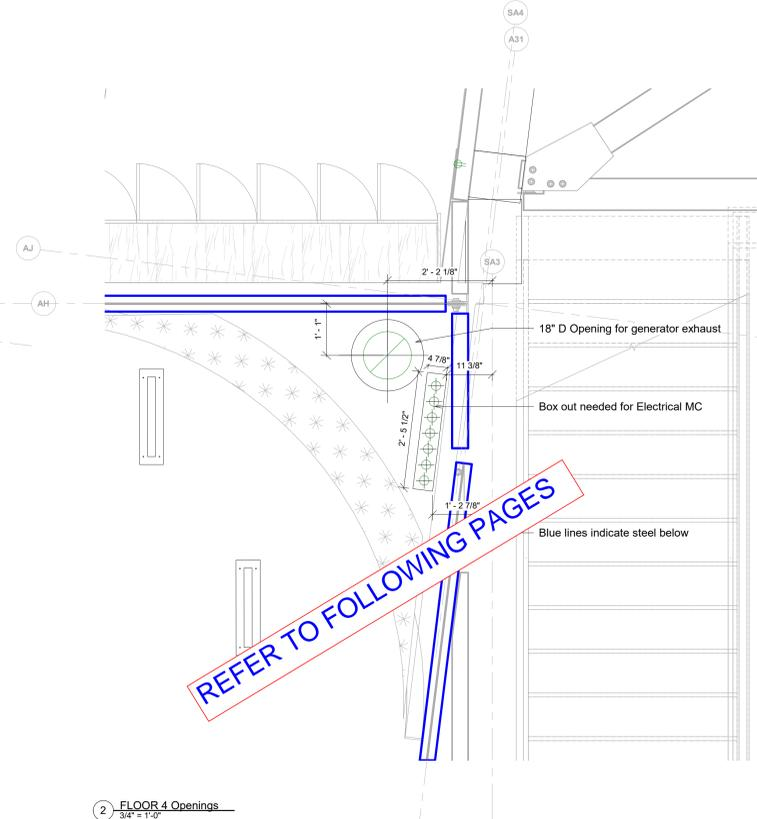 SA4
A31
AJ
SA3
2' - 2 1/8"
AH
1' - 1"
18" D Opening for generator exhaust
4 7/8"
11 3/8"
Box out needed for Electrical MC
2" - 5 1/2"
1' - 2 7/8"
Blue lines indicate steel below
REFER TO FOLLOWING PAGES
2 FLOOR 4 Openings
3/4" = 1'-0"